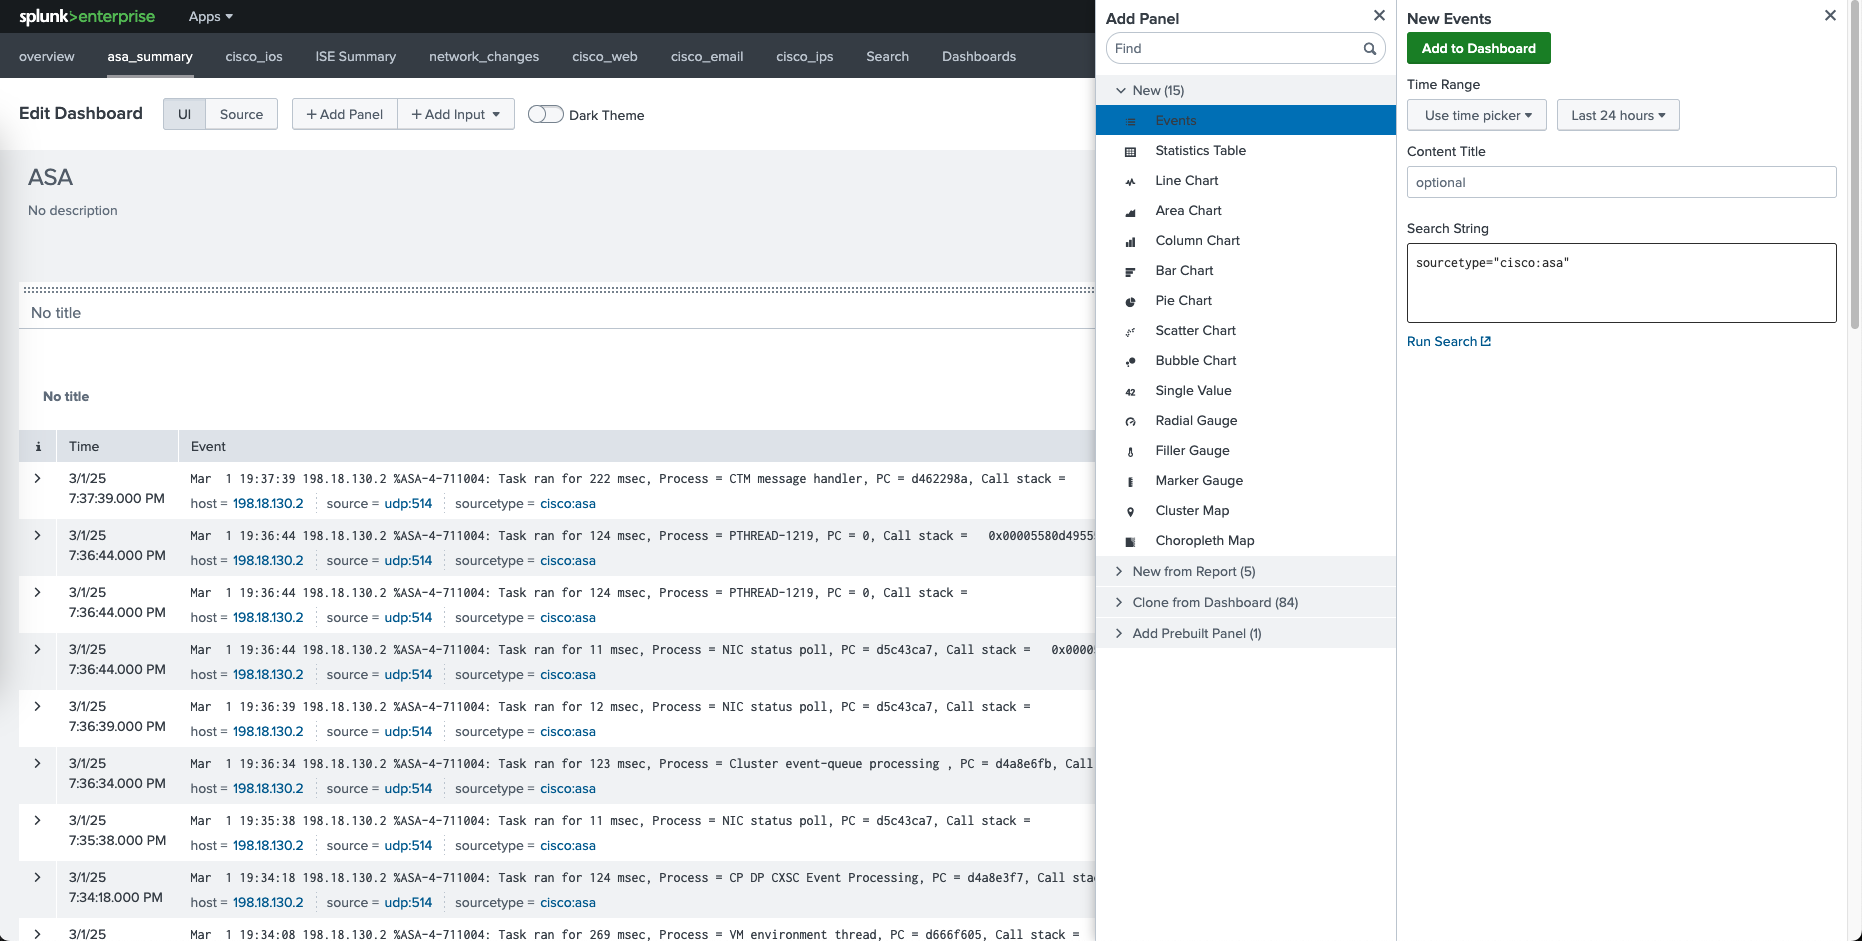 splunk>enterprise Apps
overview asa_summary cisco_ios ISE Summary network_changes cisco_web cisco_email cisco_ips Search Dashboards
Edit Dashboard UI Source + Add Panel + Add Input Dark Theme
ASA
No description
No title
No title
i Time Event
3/1/25 Mar 1 19:37:39 198.18.130.2 %ASA-4-711004: Task ran for 222 msec, Process = CTM message handler, PC = d462298a, Call stack =
7:37:39.000 PM host = 198.18.130.2 source = udp:514 sourcetype = cisco:asa
3/1/25 Mar 1 19:36:44 198.18.130.2 %ASA-4-711004: Task ran for 124 msec, Process = PTHREAD-1219, PC = 0, Call stack = 0x00005580d4955
7:36:44.000 PM host = 198.18.130.2 source = udp:514 sourcetype = cisco:asa
3/1/25 Mar 1 19:36:44 198.18.130.2 %ASA-4-711004: Task ran for 124 msec, Process = PTHREAD-1219, PC = 0, Call stack =
7:36:44.000 PM host = 198.18.130.2 source = udp:514 sourcetype = cisco:asa
3/1/25 Mar 1 19:36:44 198.18.130.2 %ASA-4-711004: Task ran for 11 msec, Process = NIC status poll, PC = d5c43ca7, Call stack = 0x0000
7:36:44.000 PM host = 198.18.130.2 source = udp:514 sourcetype = cisco:asa
3/1/25 Mar 1 19:36:39 198.18.130.2 %ASA-4-711004: Task ran for 12 msec, Process = NIC status poll, PC = d5c43ca7, Call stack =
7:36:39.000 PM host = 198.18.130.2 source = udp:514 sourcetype = cisco:asa
3/1/25 Mar 1 19:36:34 198.18.130.2 %ASA-4-711004: Task ran for 123 msec, Process = Cluster event-queue processing , PC = d4a8e6fb, Call
7:36:34.000 PM host = 198.18.130.2 source = udp:514 sourcetype = cisco:asa
3/1/25 Mar 1 19:35:38 198.18.130.2 %ASA-4-711004: Task ran for 11 msec, Process = NIC status poll, PC = d5c43ca7, Call stack =
7:35:38.000 PM host = 198.18.130.2 source = udp:514 sourcetype = cisco:asa
3/1/25 Mar 1 19:34:18 198.18.130.2 %ASA-4-711004: Task ran for 124 msec, Process = CP DP CXSC Event Processing, PC = d4a8e3f7, Call sta
7:34:18.000 PM host = 198.18.130.2 source = udp:514 sourcetype = cisco:asa
3/1/25 Mar 1 19:34:08 198.18.130.2 %ASA-4-711004: Task ran for 269 msec, Process = VM environment thread, PC = d666f605, Call stack =
Add Panel
Find
New (15)
Events
Statistics Table
Line Chart
Area Chart
Column Chart
Bar Chart
Pie Chart
Scatter Chart
Bubble Chart
42 Single Value
Radial Gauge
Filler Gauge
Marker Gauge
Cluster Map
Choropleth Map
New from Report (5)
Clone from Dashboard (84)
Add Prebuilt Panel (1)
New Events
Add to Dashboard
Time Range
Use time picker Last 24 hours
Content Title
optional
Search String
sourcetype="cisco:asa"
Run Search